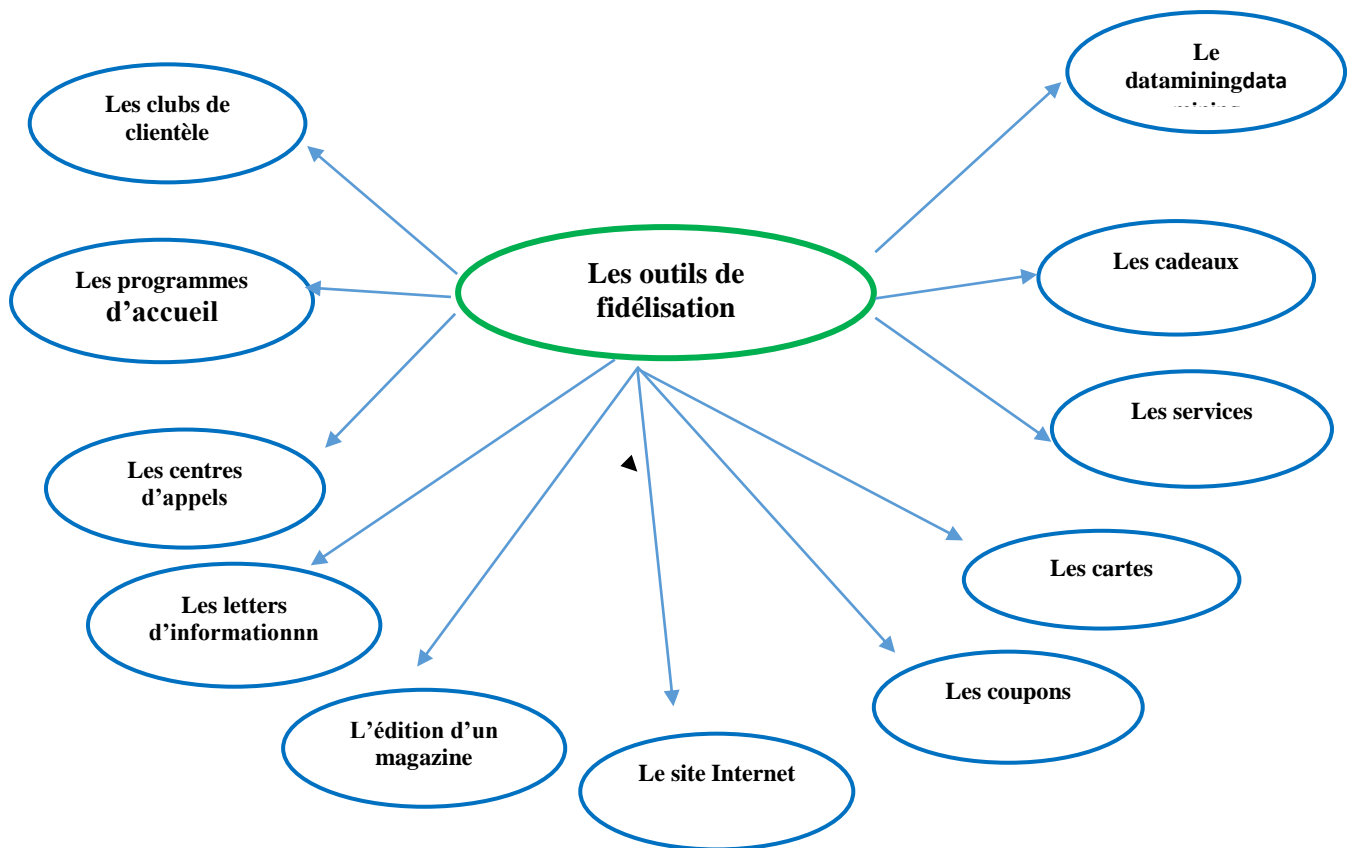 Le
dataminingdata
Les clubs de
clientèle
Les outils de
fidélisation
Les cadeaux
Les programmes
d’accueil
Les services
Les centres
d’appels
Les cartes
Les letters
d’informationnn
Les coupons
L’édition d’un
magazine
Le site Internet